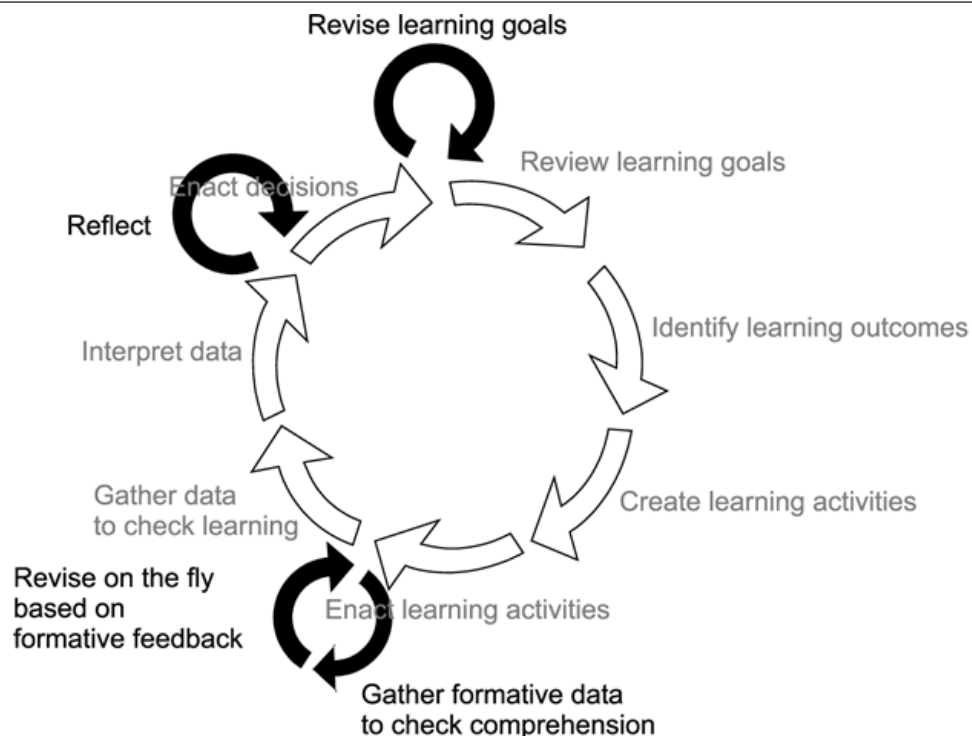 Revise learning goals
Review learning goals
Enact decisions
Reflect
Identify learning outcomes
Interpret data
Gather data
to check learning
Create learning activities
Revise on the fly
based on
formative feedback
Enact learning activities
Gather formative data
to check comprehension